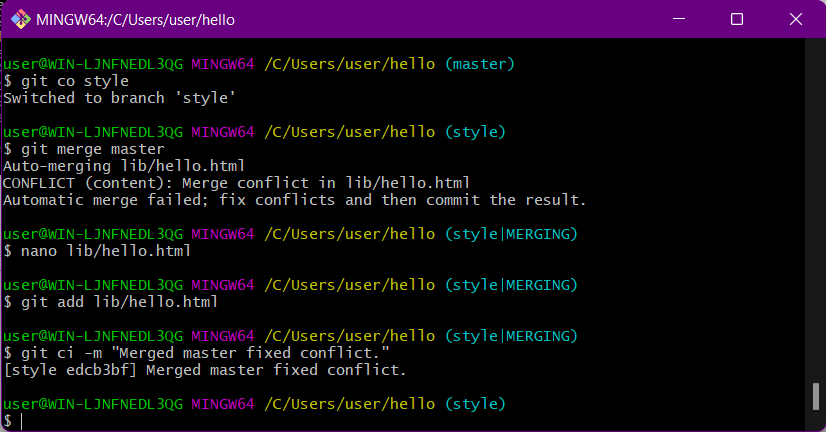 MINGW64:/C/Users/user/hello
user@WIN-LJNFNEDL3QG MINGW64 /C/Users/user/hello (master)
$ git co style
Switched to branch 'style'
user@WIN-LJNFNEDL3QG MINGW64 /C/Users/user/hello (style)
$ git merge master
Auto-merging lib/hello.html
CONFLICT (content): Merge conflict in lib/hello.html
Automatic merge failed; fix conflicts and then commit the result.
user@WIN-LJNFNEDL3QG MINGW64 /C/Users/user/hello (style|MERGING)
$ nano lib/hello.html
user@WIN-LJNFNEDL3QG MINGW64 /C/Users/user/hello (style|MERGING)
$ git add lib/hello.html
user@WIN-LJNFNEDL3QG MINGW64 /C/Users/user/hello (style|MERGING)
$ git ci -m "Merged master fixed conflict."
[style edcb3bf] Merged master fixed conflict.
user@WIN-LJNFNEDL3QG MINGW64 /C/Users/user/hello (style)
$